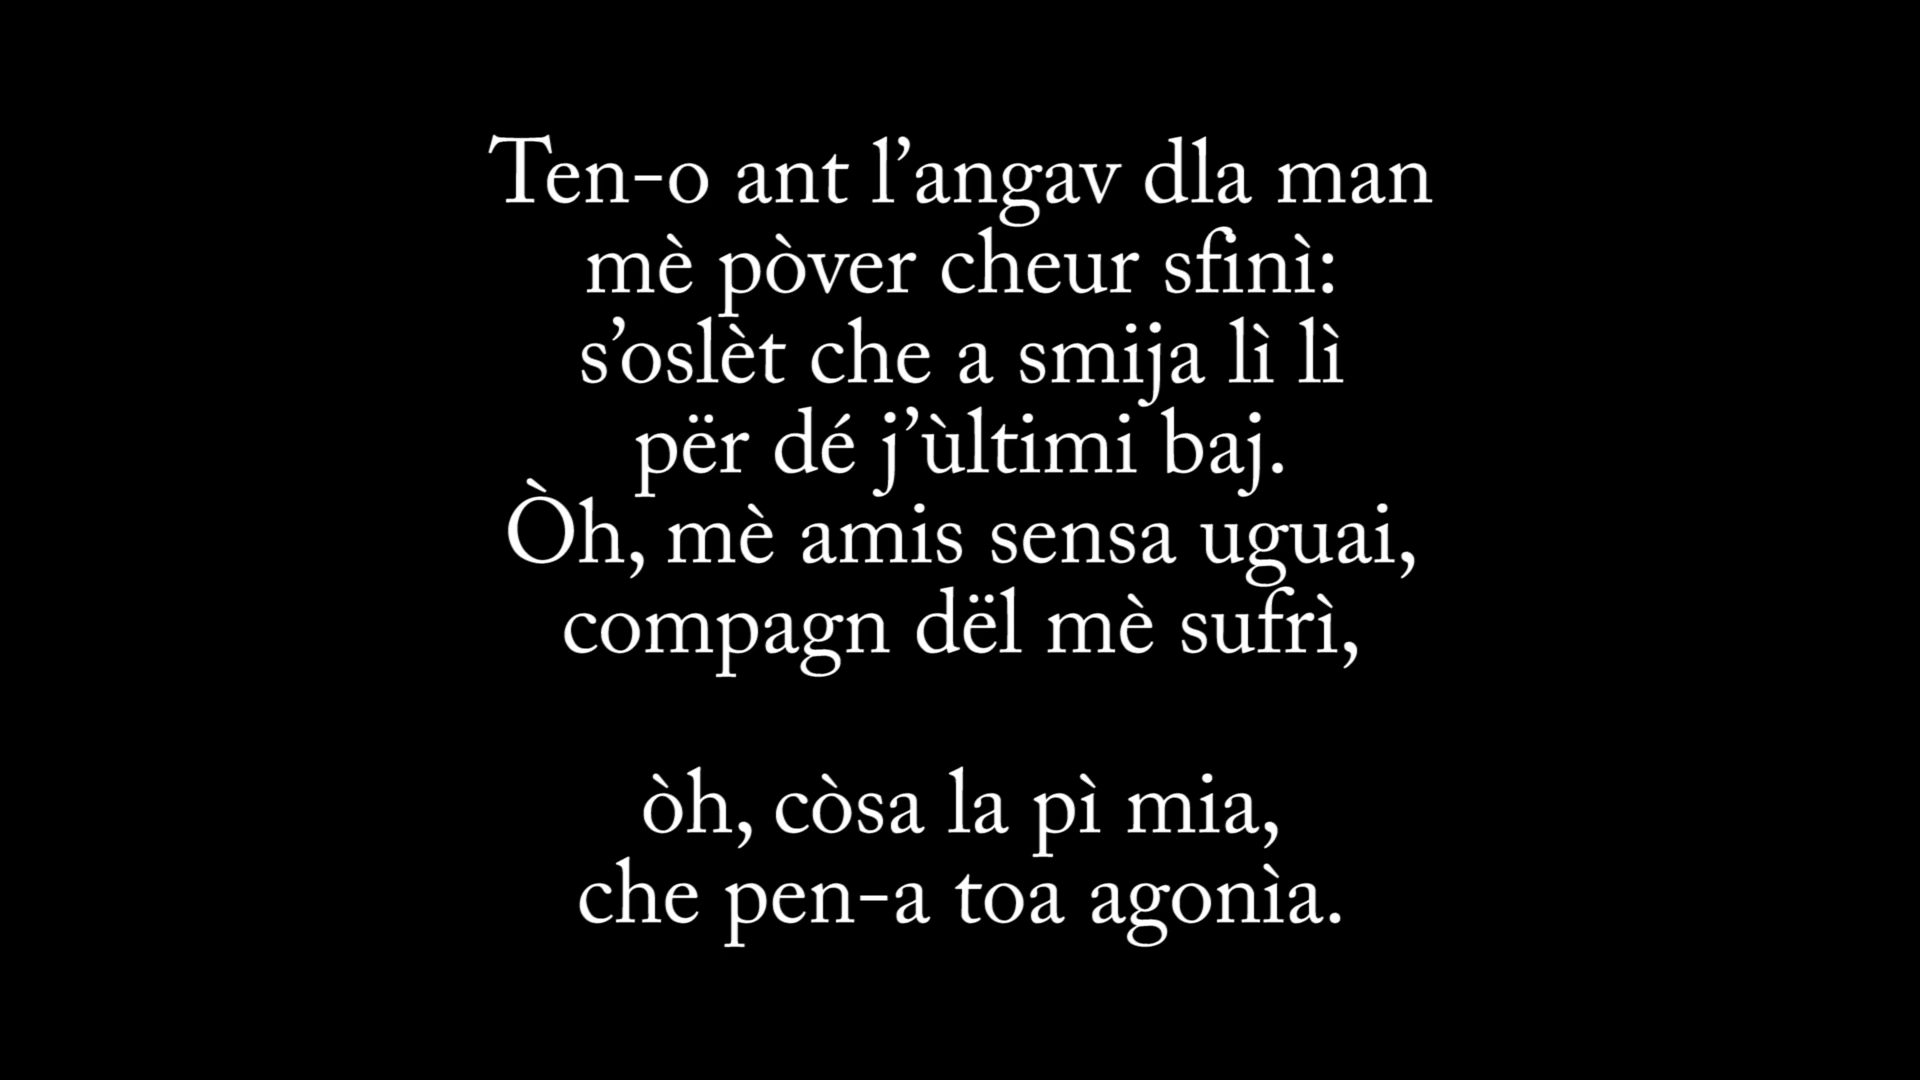 Ten-o ant l’angav dla man
mè pòver cheur sfinì:
s’oslèt che a smija lì lì
për dé j’ùltimi baj.
Òh, mè amis sensa uguai,
compagn dël mè sufrì,
òh, còsa la pì mia,
che pen-a toa agonìa.